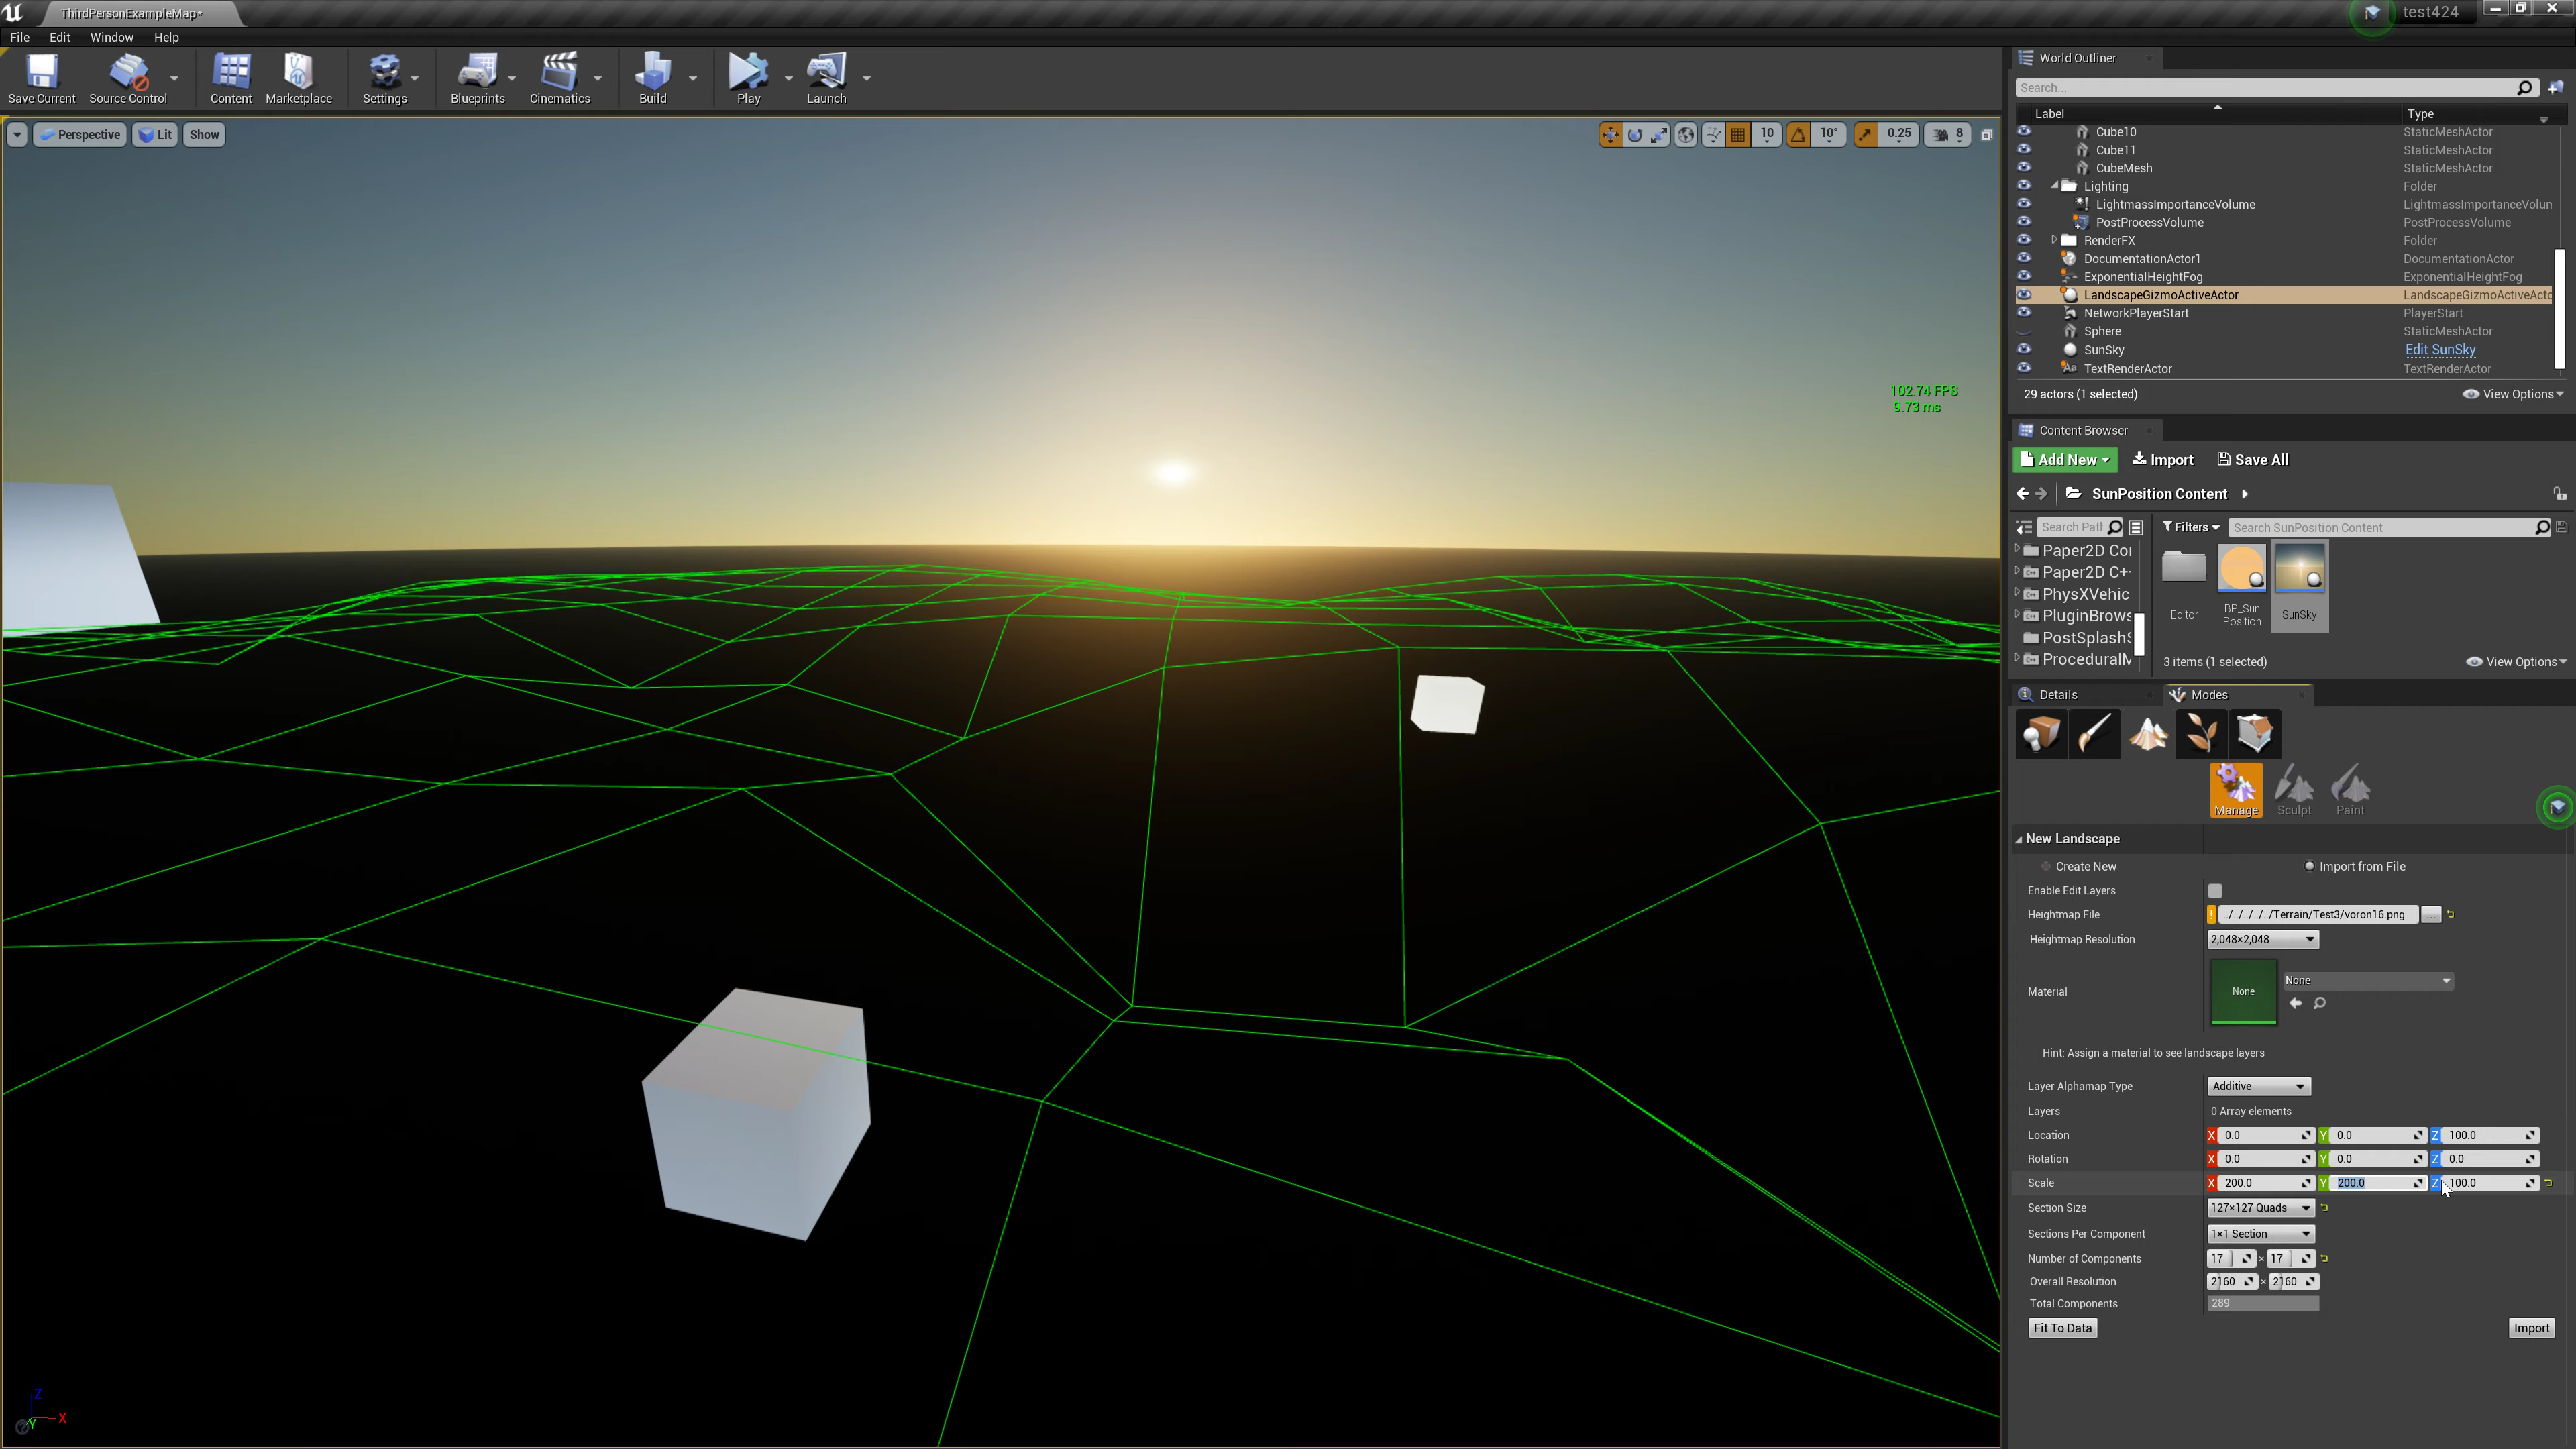 ThirdPersonExampleMap*
test424
File Edit Window Help
Save Current Source Control Content Marketplace Settings Blueprints Cinematics Build Play Launch
Perspective Lit Show
10 10° 0.25 8
102.74 FPS
9.73 ms
X
Y
Z
World Outliner
Search...
Label Type
Cube10 StaticMeshActor
Cube11 StaticMeshActor
CubeMesh StaticMeshActor
Lighting Folder
LightmassImportanceVolume LightmassImportanceVolun
PostProcessVolume PostProcessVolume
RenderFX Folder
DocumentationActor1 DocumentationActor
ExponentialHeightFog ExponentialHeightFog
LandscapeGizmoActiveActor LandscapeGizmoActiveActo
NetworkPlayerStart PlayerStart
Sphere StaticMeshActor
SunSky Edit SunSky
TextRenderActor TextRenderActor
29 actors (1 selected) View Options
Content Browser
Add New Import Save All
SunPosition Content
Search Pat Filters Search SunPosition Content
Paper2D Co
Paper2D C+
PhysXVehic
PluginBrows
PostSplash
ProceduralM
Editor
BP_Sun
Position
SunSky
3 items (1 selected) View Options
Details Modes
Manage Sculpt Paint
New Landscape
Create New Import from File
Enable Edit Layers
Heightmap File ../../../../../Terrain/Test3/voron16.png ...
Heightmap Resolution 2,048×2,048
Material None None
Hint: Assign a material to see landscape layers
Layer Alphamap Type Additive
Layers 0 Array elements
Location X 0.0 Y 0.0 Z 100.0
Rotation X 0.0 Y 0.0 Z 0.0
Scale X 200.0 Y 200.0 Z 100.0
Section Size 127×127 Quads
Sections Per Component 1×1 Section
Number of Components 17 × 17
Overall Resolution 2160 × 2160
Total Components 289
Fit To Data Import